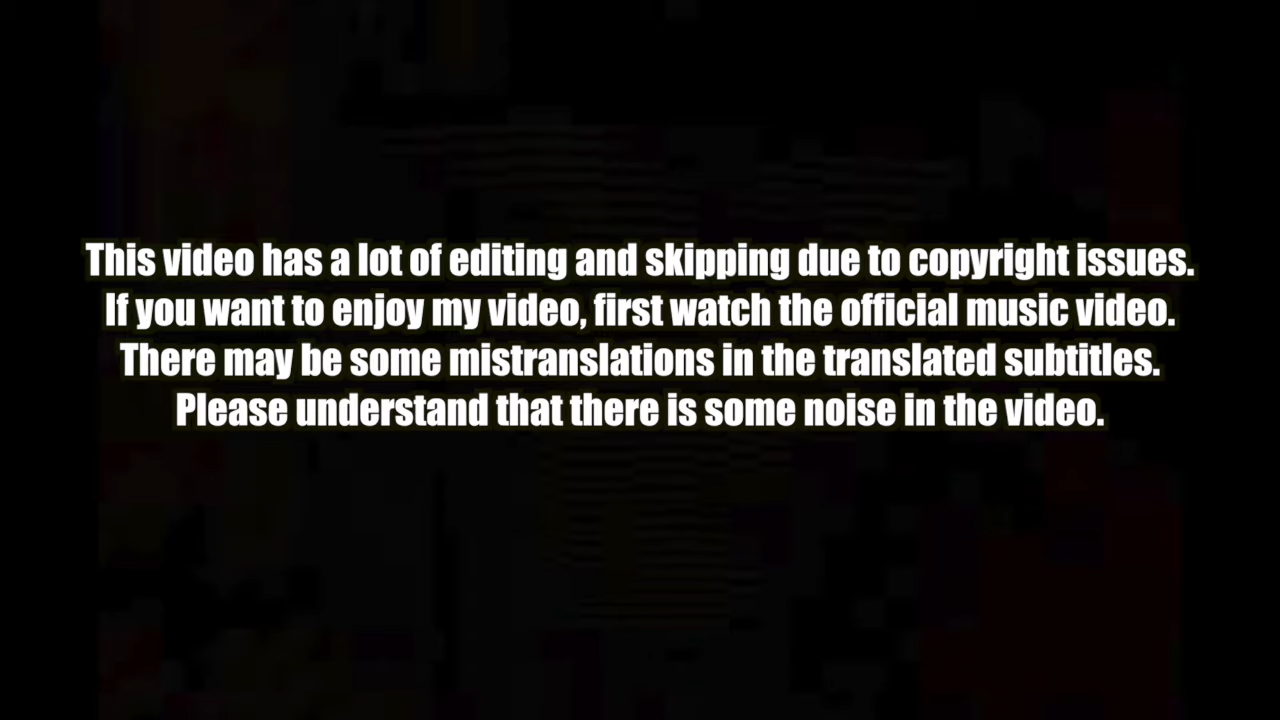 This video has a lot of editing and skipping due to copyright issues.
If you want to enjoy my video, first watch the official music video.
There may be some mistranslations in the translated subtitles.
Please understand that there is some noise in the video.